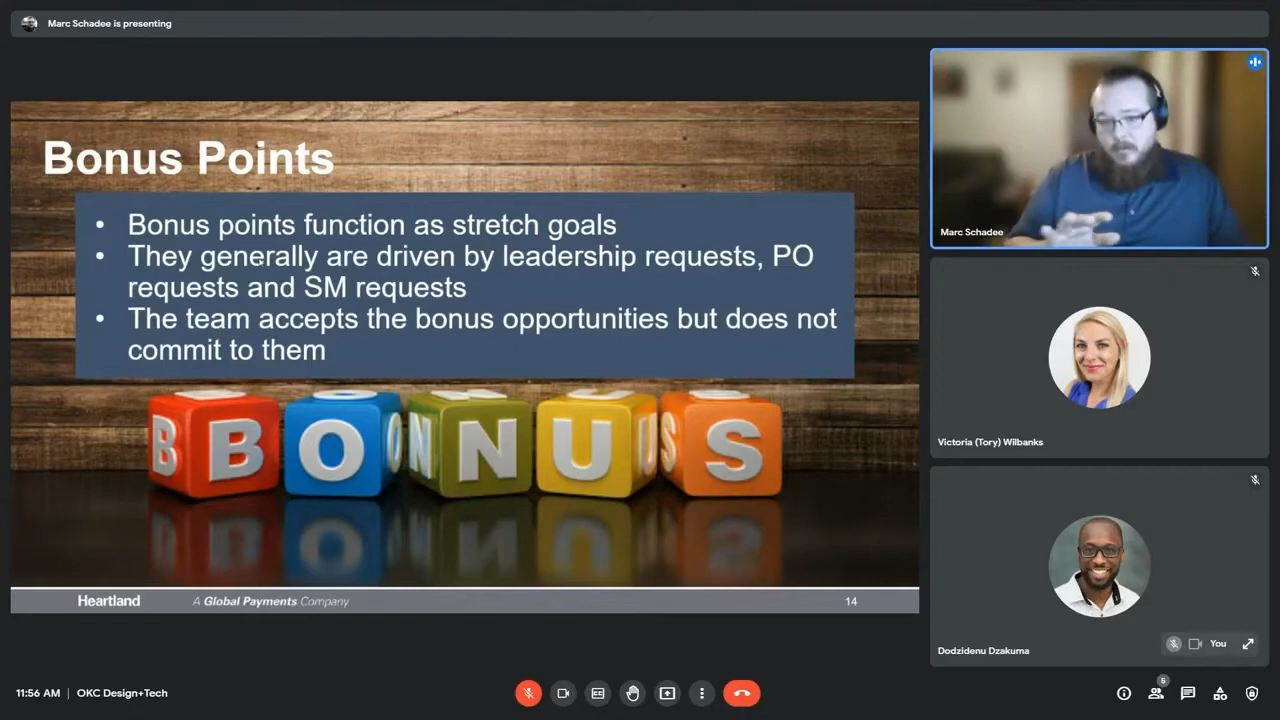 Marc Schadee is presenting
Bonus Points
• Bonus points function as stretch goals
• They generally are driven by leadership requests, PO
requests and SM requests
• The team accepts the bonus opportunities but does not
commit to them
B B O O N N U U S S
Heartland A Global Payments Company 14
Marc Schadee
Victoria (Tory) Wilbanks
Dodzidenu Dzakuma
You
11:56 AM | OKC Design+Tech
6